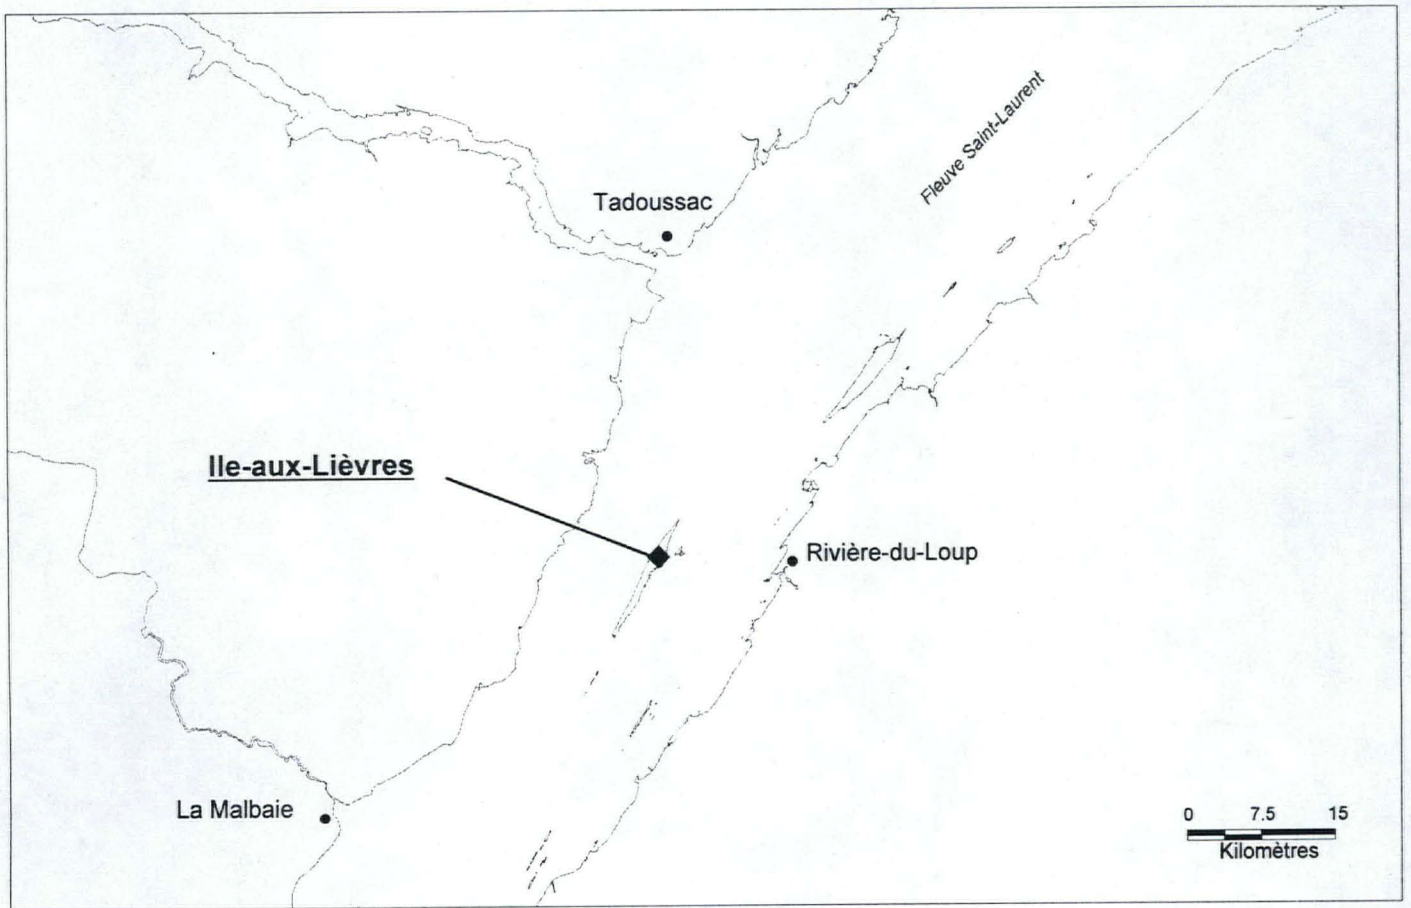 Fleuve Saint-Laurent
Tadoussac
Ile-aux-Lièvres
Rivière-du-Loup
La Malbaie
0 7.5 15
Kilomètres